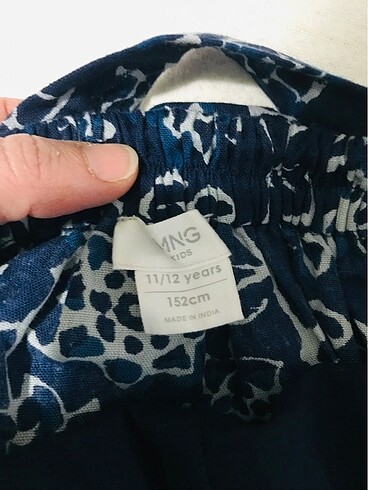 MNG
KIDS
11/12 years
152cm
MADE IN INDIA